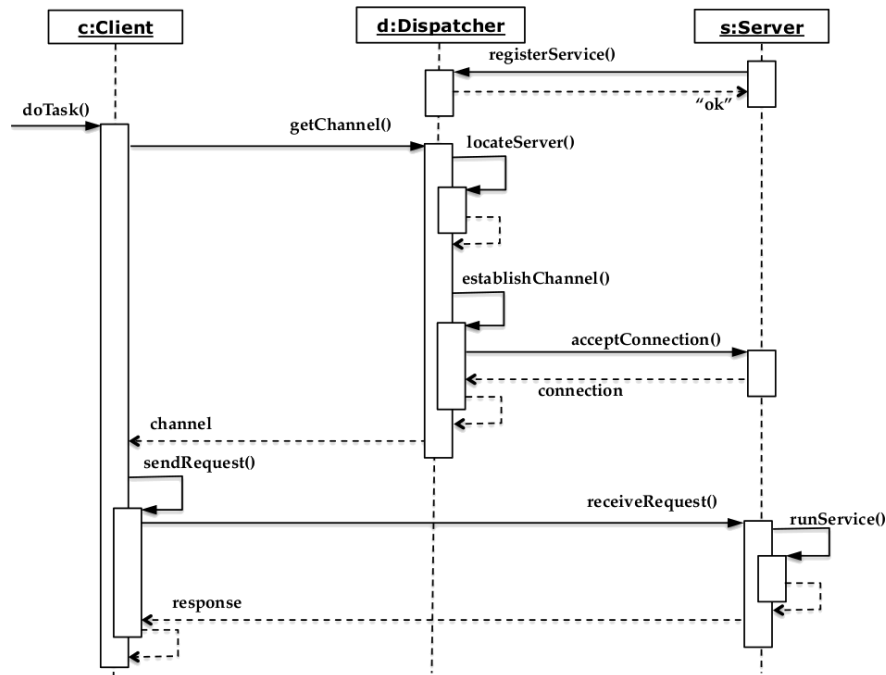 c:Client
d:Dispatcher
s:Server
registerService()
“ok”
doTask()
getChannel()
locateServer()
establishChannel()
acceptConnection()
connection
channel
sendRequest()
receiveRequest()
runService()
response